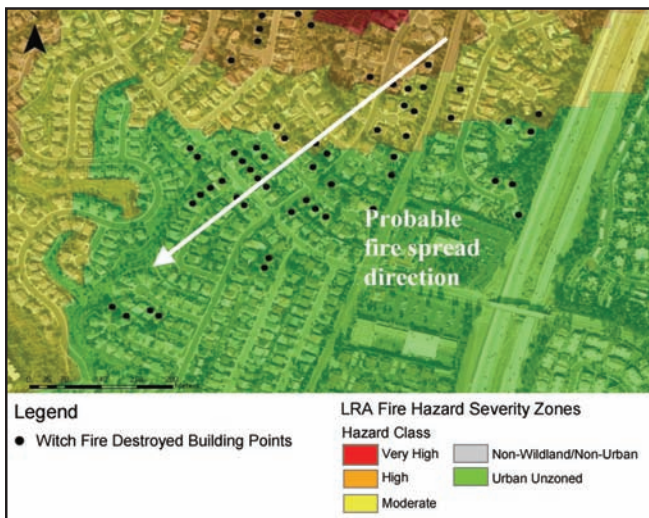 Probable
fire spread
direction
Legend
Witch Fire Destroyed Building Points
LRA Fire Hazard Severity Zones
Hazard Class
Very High
High
Moderate
Non-Wildland/Non-Urban
Urban Unzoned